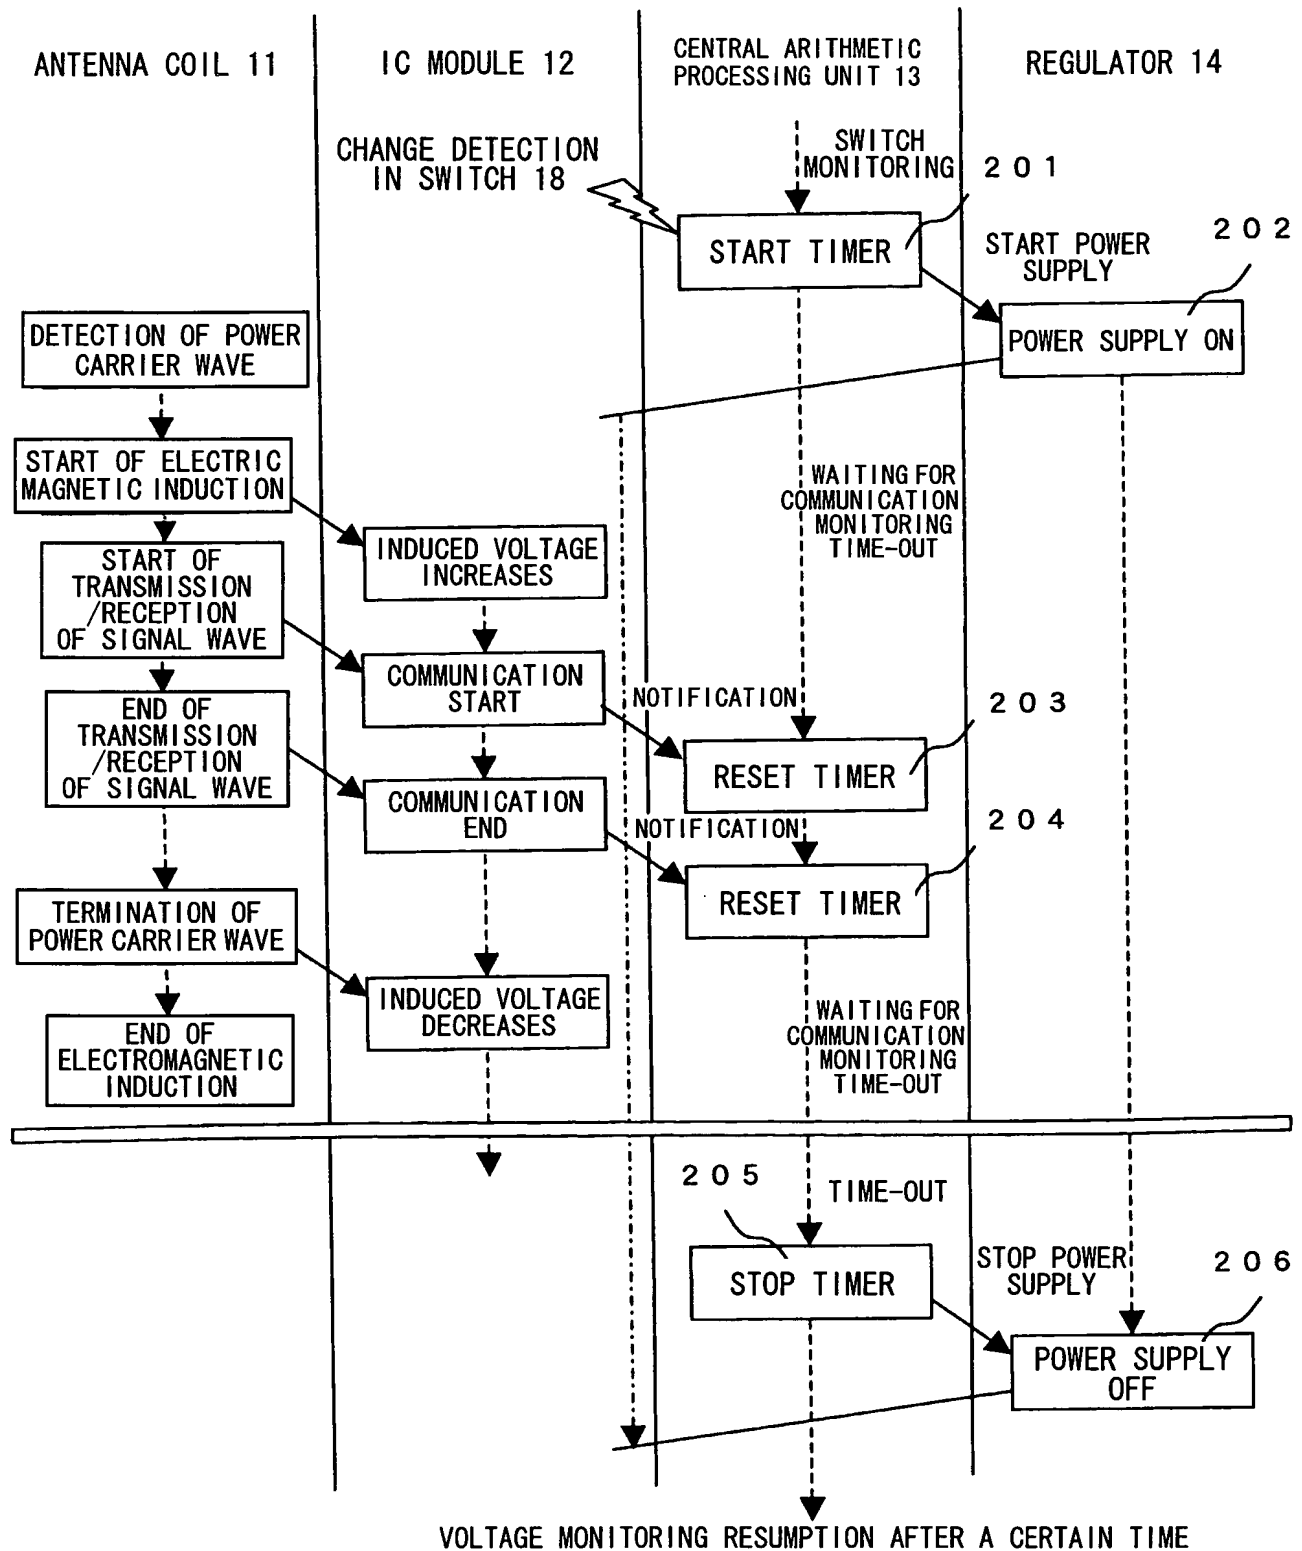 ANTENNA COIL 11
IC MODULE 12
CENTRAL ARITHMETIC
PROCESSING UNIT 13
REGULATOR 14
CHANGE DETECTION
IN SWITCH 18
SWITCH
MONITORING
201
START TIMER
START POWER
SUPPLY
202
POWER SUPPLY ON
DETECTION OF POWER
CARRIER WAVE
START OF ELECTRIC
MAGNETIC INDUCTION
WAITING FOR
COMMUNICATION
MONITORING
TIME-OUT
INDUCED VOLTAGE
INCREASES
START OF
TRANSMISSION
/RECEPTION
OF SIGNAL WAVE
COMMUNICATION
START
NOTIFICATION
203
RESET TIMER
END OF
TRANSMISSION
/RECEPTION
OF SIGNAL WAVE
COMMUNICATION
END
NOTIFICATION
204
RESET TIMER
TERMINATION OF
POWER CARRIER WAVE
INDUCED VOLTAGE
DECREASES
WAITING FOR
COMMUNICATION
MONITORING
TIME-OUT
END OF
ELECTROMAGNETIC
INDUCTION
205
TIME-OUT
STOP TIMER
STOP POWER
SUPPLY
206
POWER SUPPLY
OFF
VOLTAGE MONITORING RESUMPTION AFTER A CERTAIN TIME